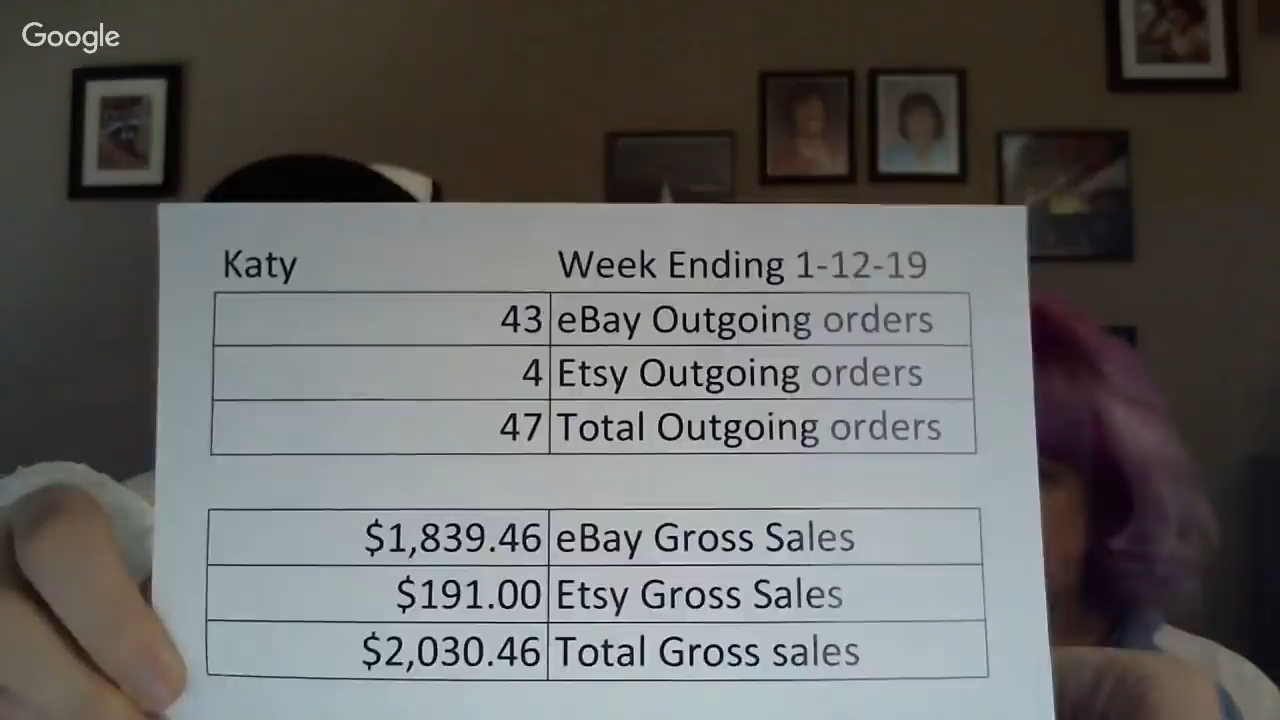 Google
Katy Week Ending 1-12-19
43 eBay Outgoing orders
4 Etsy Outgoing orders
47 Total Outgoing orders
$1,839.46 eBay Gross Sales
$191.00 Etsy Gross Sales
$2,030.46 Total Gross sales